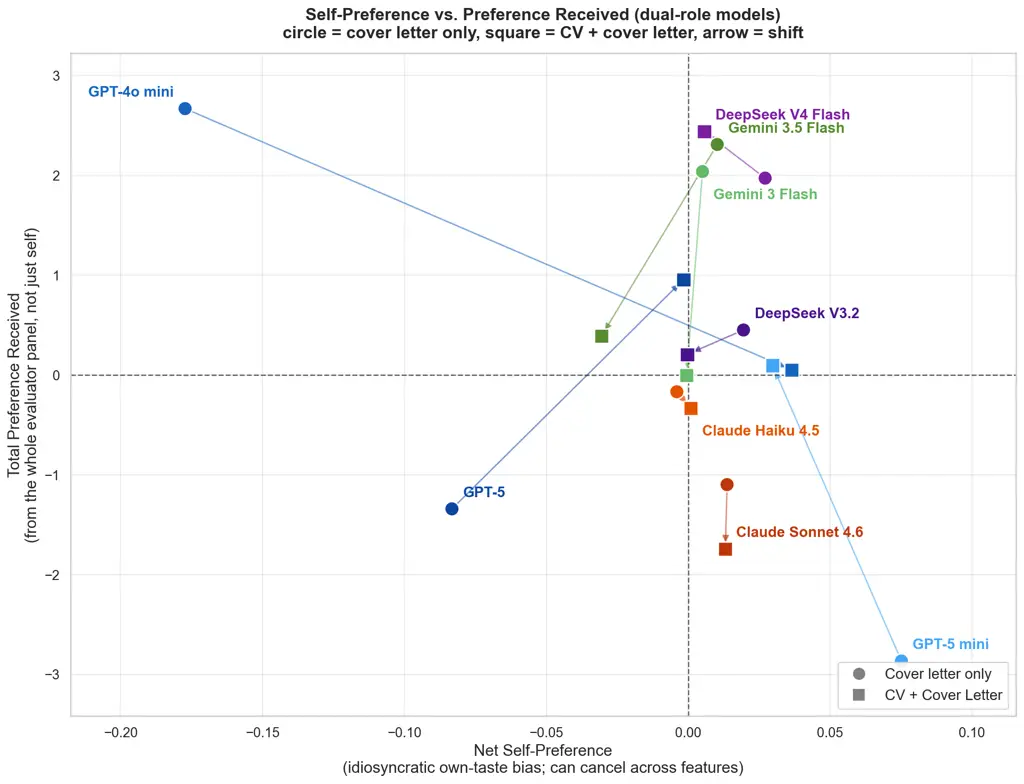 Self-Preference vs. Preference Received (dual-role models)
circle = cover letter only, square = CV + cover letter, arrow = shift
3
2
1
0
−1
−2
−3
Total Preference Received
(from the whole evaluator panel, not just self)
GPT-4o mini
DeepSeek V4 Flash
Gemini 3.5 Flash
Gemini 3 Flash
DeepSeek V3.2
Claude Haiku 4.5
GPT-5
Claude Sonnet 4.6
GPT-5 mini
Cover letter only
CV + Cover Letter
−0.20
−0.15
−0.10
−0.05
0.00
0.05
0.10
Net Self-Preference
(idiosyncratic own-taste bias; can cancel across features)